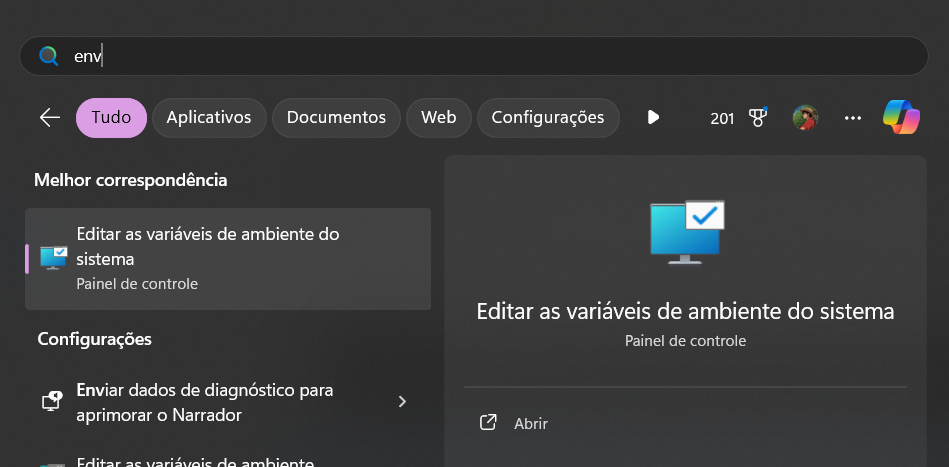 env
Tudo
Aplicativos
Documentos
Web
Configurações
201
Melhor correspondência
Editar as variáveis de ambiente do
sistema
Painel de controle
Configurações
Enviar dados de diagnóstico para
aprimorar o Narrador
Editar as variáveis de ambiente
Editar as variáveis de ambiente do sistema
Painel de controle
Abrir